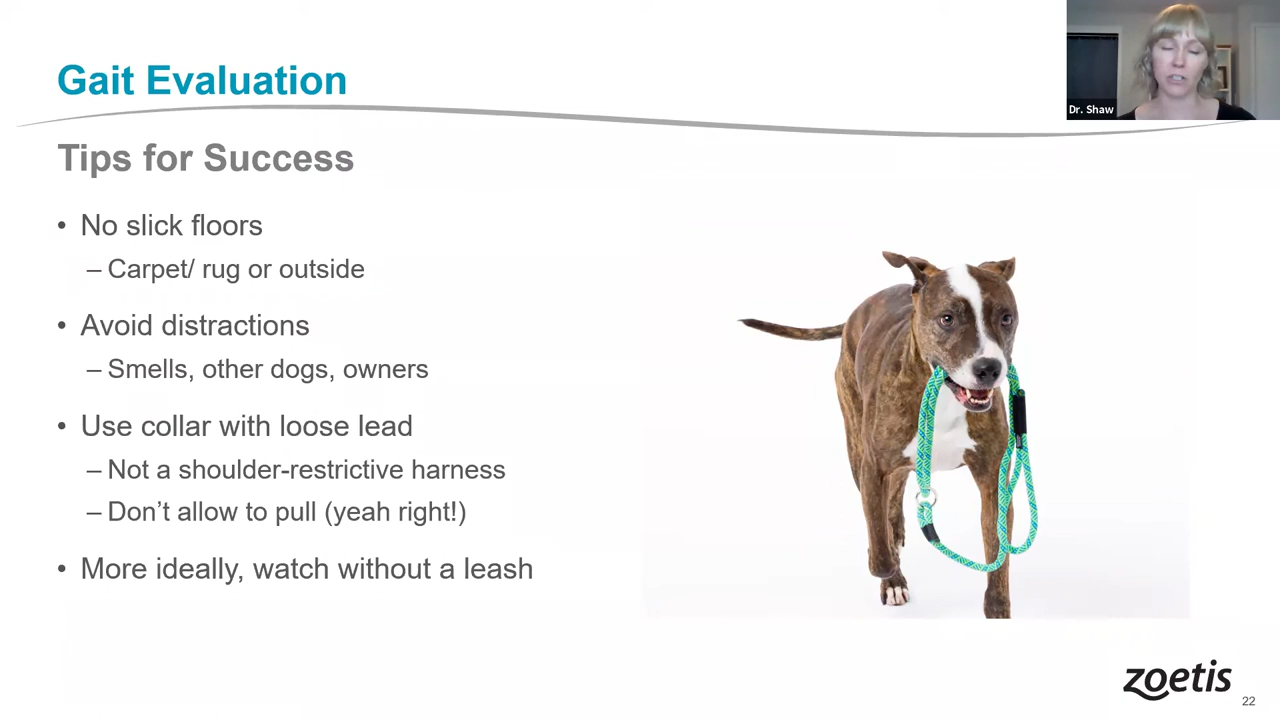 Gait Evaluation
Dr. Shaw
Tips for Success
• No slick floors
– Carpet/ rug or outside
• Avoid distractions
– Smells, other dogs, owners
• Use collar with loose lead
– Not a shoulder-restrictive harness
– Don’t allow to pull (yeah right!)
• More ideally, watch without a leash
zoetis
22